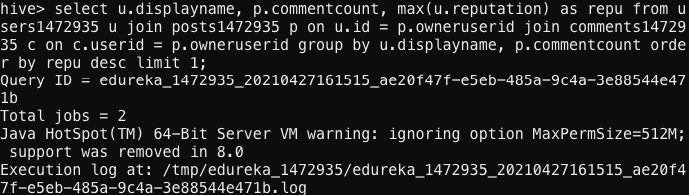 hive> select u.displayname, p.commentcount, max(u.reputation) as repu from u
sers1472935 u join posts1472935 p on u.id = p.owneruserid join comments14729
35 c on c.userid = p.owneruserid group by u.displayname, p.commentcount orde
r by repu desc limit 1;
Query ID = edureka_1472935_20210427161515_ae20f47f-e5eb-485a-9c4a-3e88544e47
1b
Total jobs = 2
Java HotSpot(TM) 64-Bit Server VM warning: ignoring option MaxPermSize=512M;
 support was removed in 8.0
Execution log at: /tmp/edureka_1472935/edureka_1472935_20210427161515_ae20f4
7f-e5eb-485a-9c4a-3e88544e471b.log